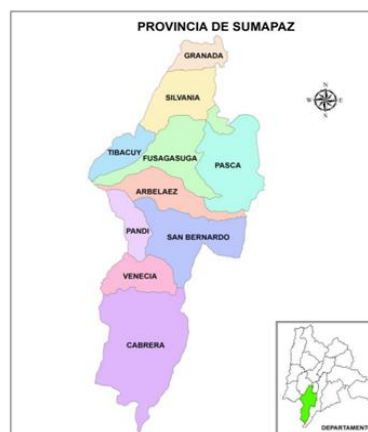 PROVINCIA DE SUMAPAZ
GRANADA
N
W E
S
SILVANIA
TIBACUY
FUSAGASUGA
PASCA
ARBELAEZ
PANDI
SAN BERNARDO
VENECIA
CABRERA
DEPARTAMENT